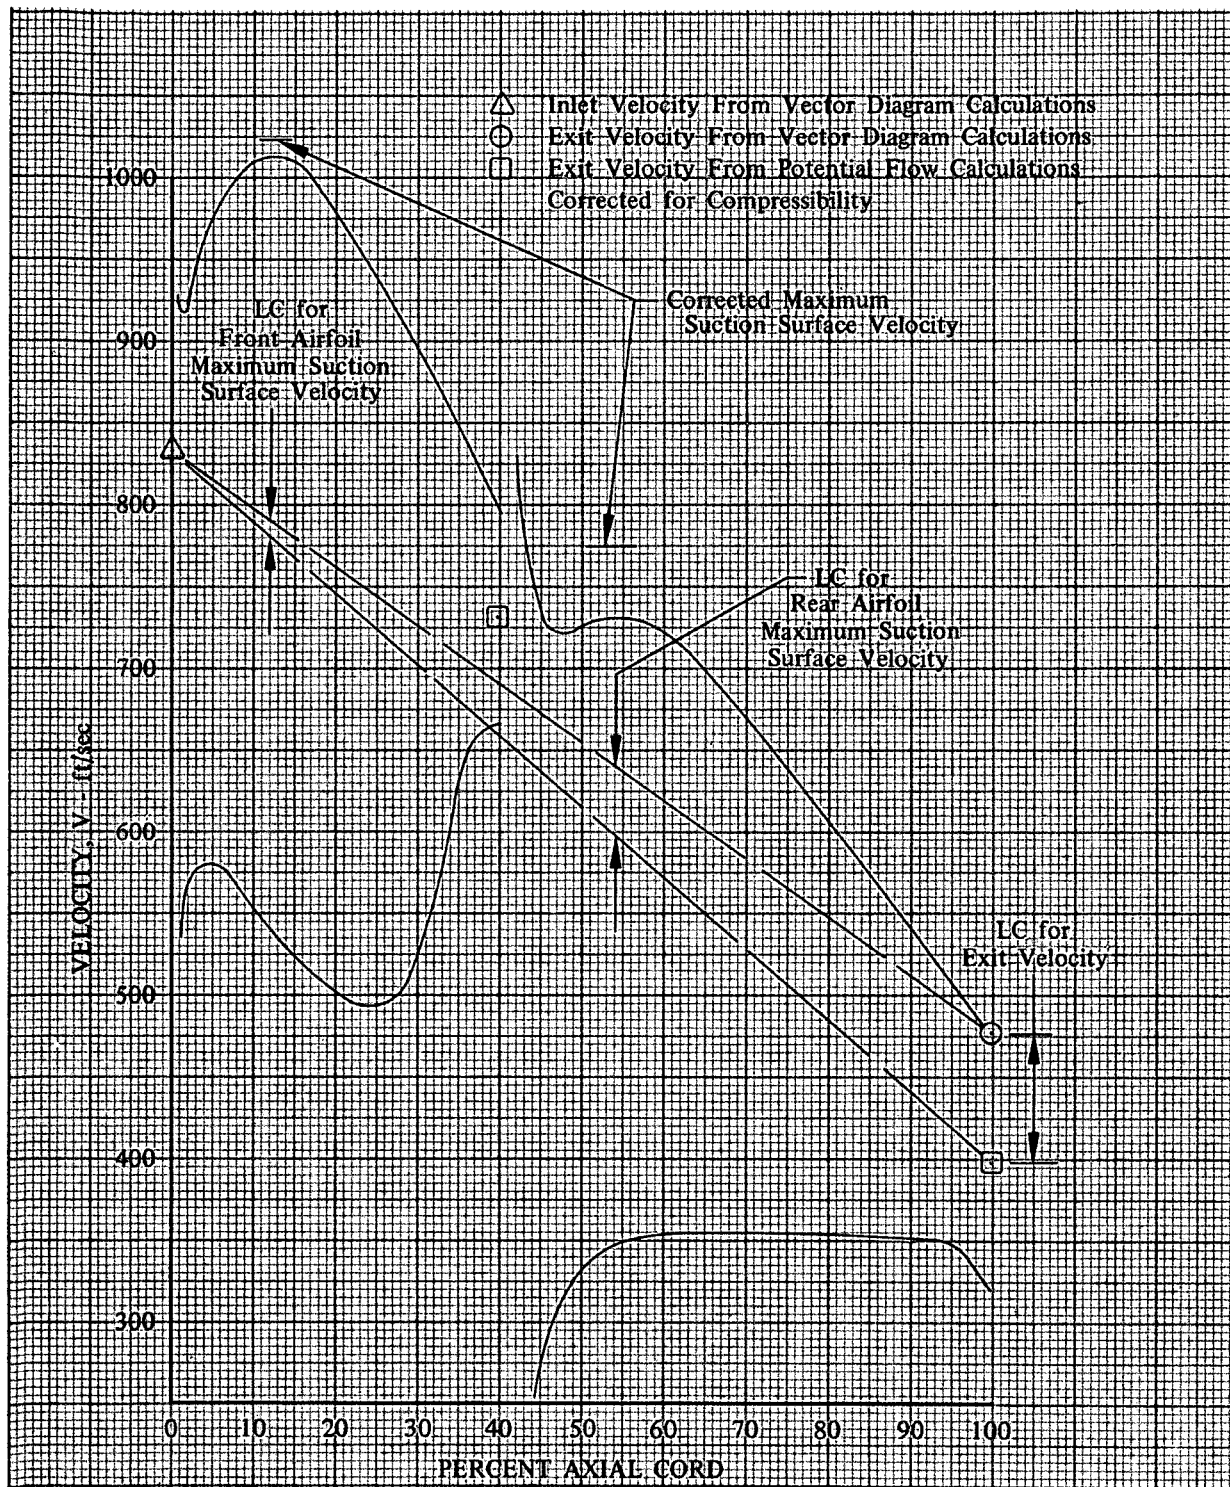 Inlet Velocity From Vector Diagram Calculations
Exit Velocity From Vector Diagram Calculations
Exit Velocity From Potential Flow Calculations
Corrected for Compressibility
1000
LC for
Front Airfoil
Maximum Suction
Surface Velocity
Corrected Maximum
Suction Surface Velocity
900
800
LC for
Rear Airfoil
Maximum Suction
Surface Velocity
700
VELOCITY, V - ft/sec
600
LC for
Exit Velocity
500
400
300
0 10 20 30 40 50 60 70 80 90 100
PERCENT AXIAL CORD